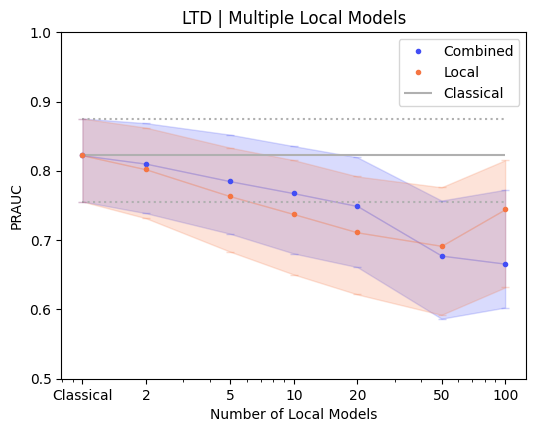 LTD | Multiple Local Models
1.0
0.9
0.8
0.7
0.6
0.5
PRAUC
Combined
Local
Classical
Classical
2
5
10
20
50
100
Number of Local Models